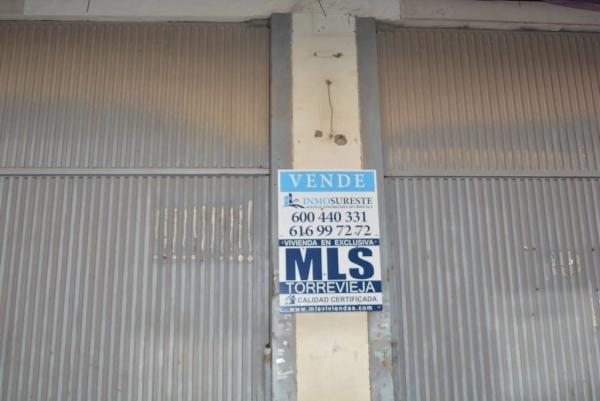 VENDE
INMOSURESTE
600 440 331
616 99 72 72
VIVIENDA EN EXCLUSIVA
MLS
TORREVIEJA
CALIDAD CERTIFICADA
www.mlsviviendas.com